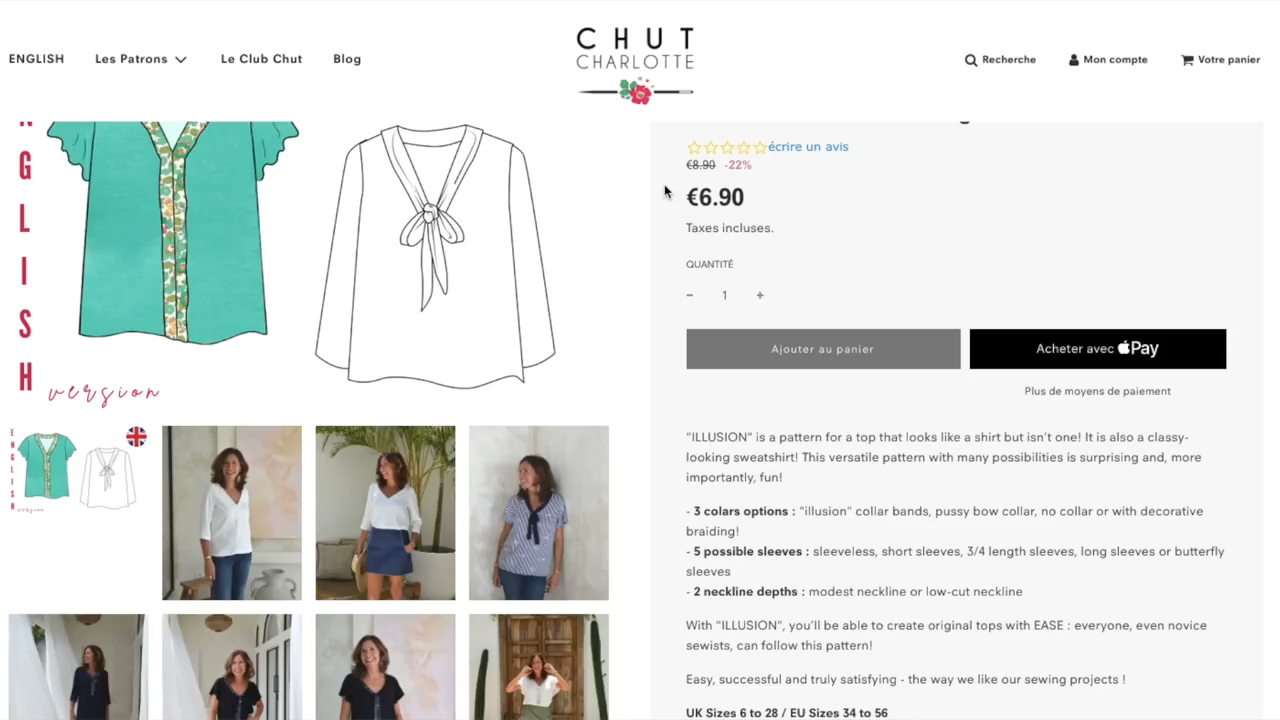 CHUT
CHARLOTTE
ENGLISH
Les Patrons
Le Club Chut
Blog
Recherche
Mon compte
Votre panier
NGLISH
version
écrire un avis
€8.90 -22%
€6.90
Taxes incluses.
QUANTITÉ
− 1 +
Ajouter au panier
Acheter avec Pay
Plus de moyens de paiement
"ILLUSION" is a pattern for a top that looks like a shirt but isn't one! It is also a classy-
looking sweatshirt! This versatile pattern with many possibilities is surprising and, more
importantly, fun!
- 3 colars options : "illusion" collar bands, pussy bow collar, no collar or with decorative
braiding!
- 5 possible sleeves : sleeveless, short sleeves, 3/4 length sleeves, long sleeves or butterfly
sleeves
- 2 neckline depths : modest neckline or low-cut neckline
With "ILLUSION", you'll be able to create original tops with EASE : everyone, even novice
sewists, can follow this pattern!
Easy, successful and truly satisfying - the way we like our sewing projects !
UK Sizes 6 to 28 / EU Sizes 34 to 56
ENGLISH
version